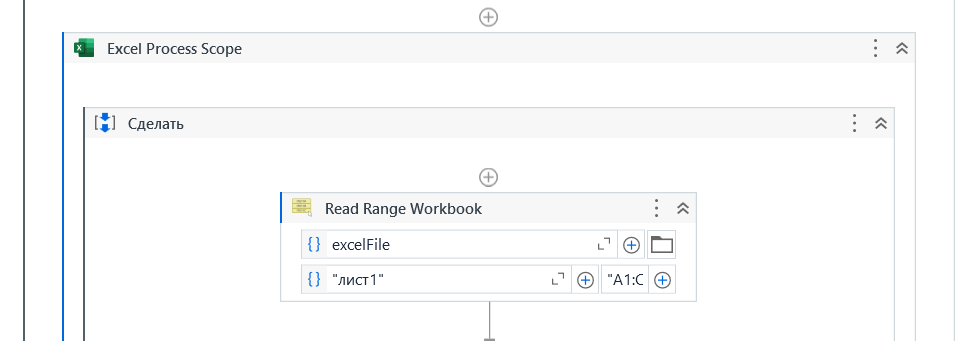 Excel Process Scope
Сделать
Read Range Workbook
{} excelFile
{} "лист1" "A1:C